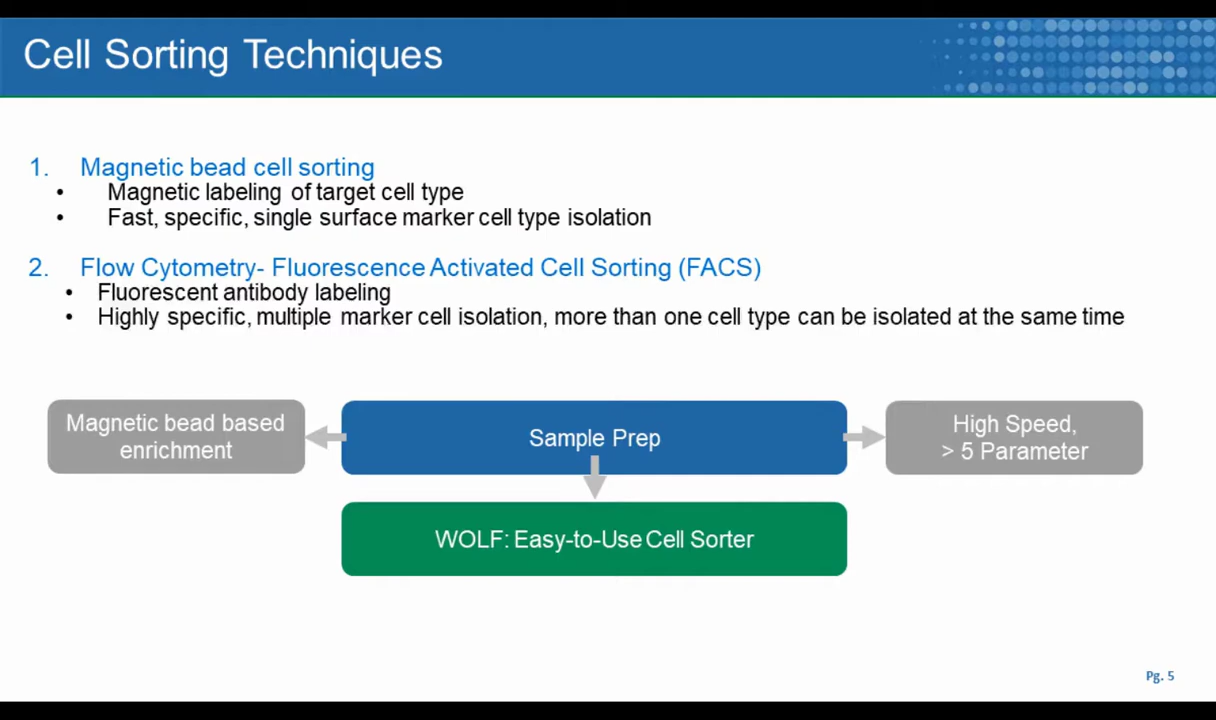 Cell Sorting Techniques
1. Magnetic bead cell sorting
• Magnetic labeling of target cell type
• Fast, specific, single surface marker cell type isolation
2. Flow Cytometry- Fluorescence Activated Cell Sorting (FACS)
• Fluorescent antibody labeling
• Highly specific, multiple marker cell isolation, more than one cell type can be isolated at the same time
Magnetic bead based
enrichment
Sample Prep
High Speed,
> 5 Parameter
WOLF: Easy-to-Use Cell Sorter
Pg. 5